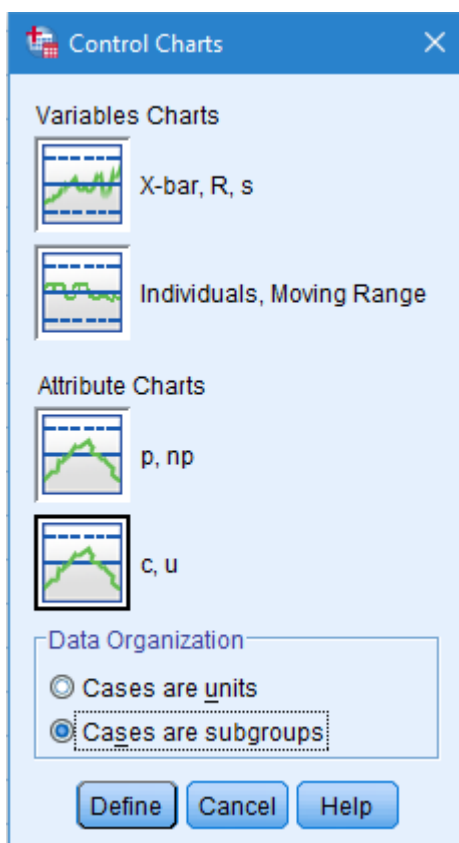 Control Charts
Variables Charts
X-bar, R, s
Individuals, Moving Range
Attribute Charts
p, np
c, u
Data Organization
Cases are units
Cases are subgroups
Define Cancel Help